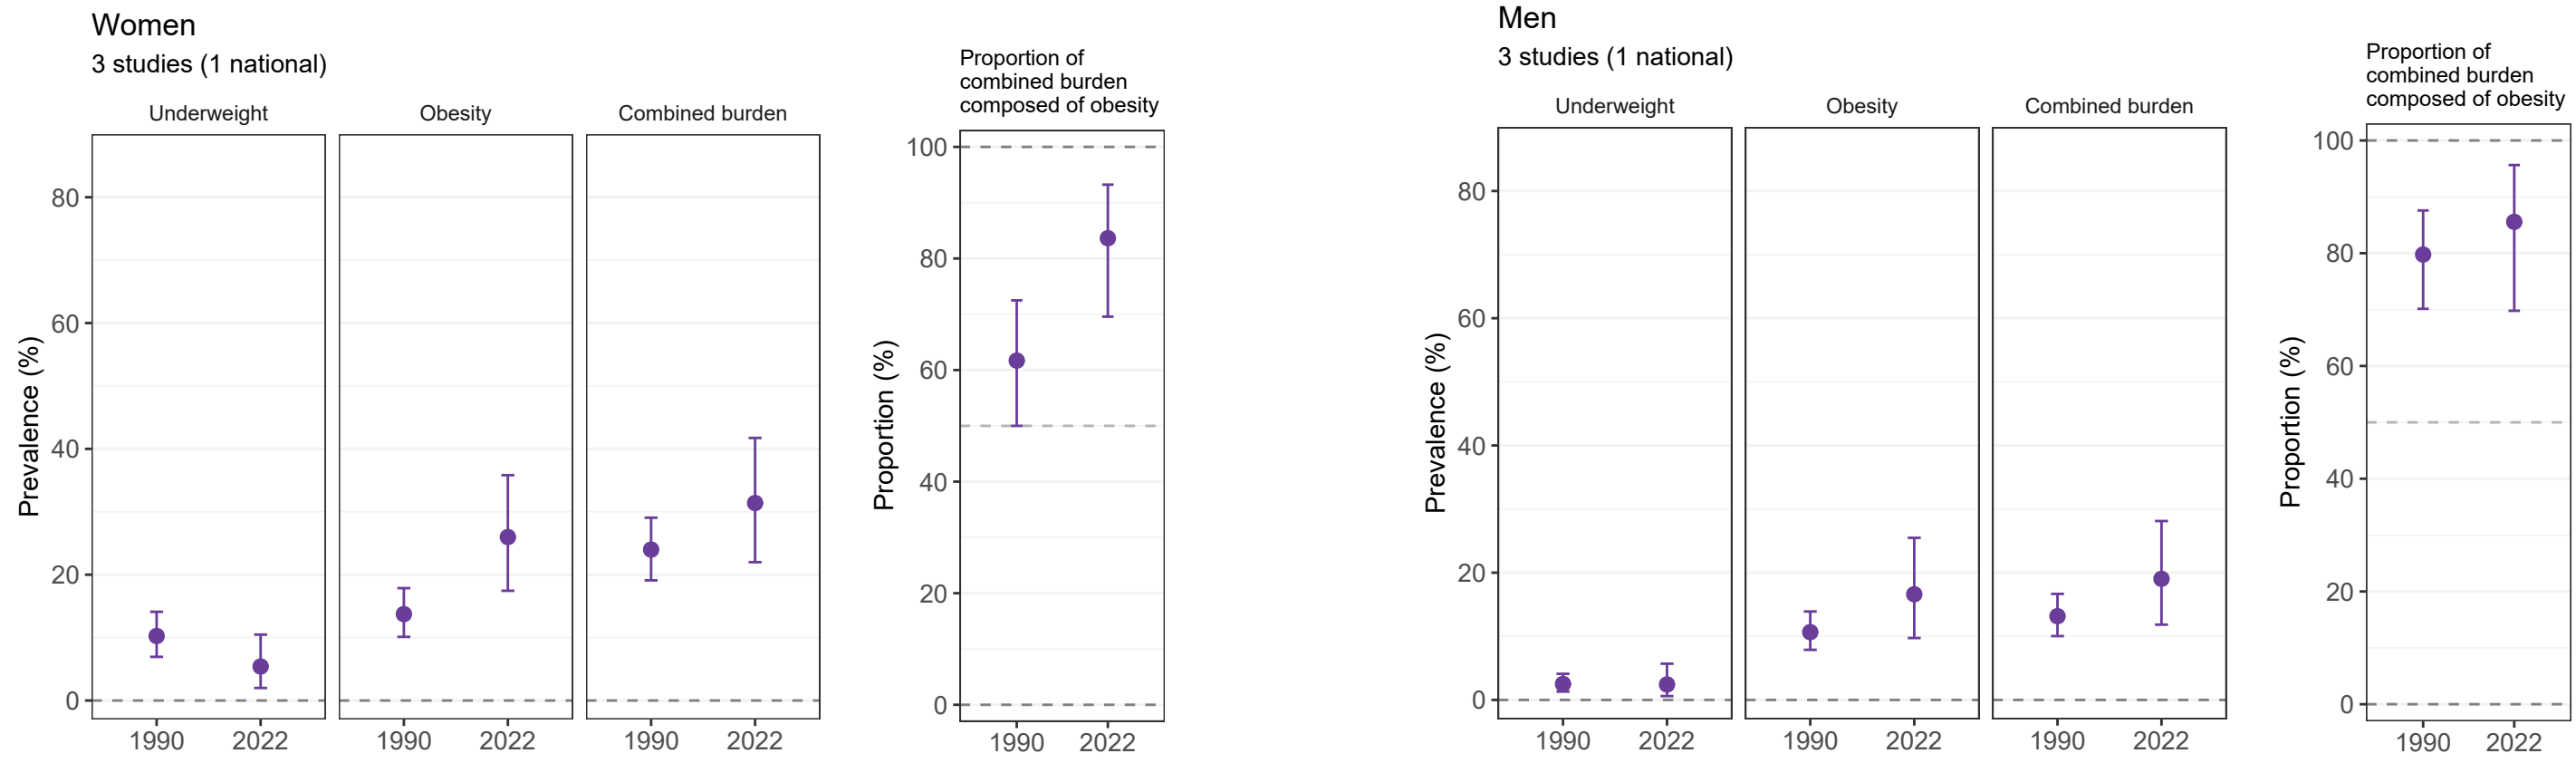 Women
3 studies (1 national)
Underweight
Obesity
Combined burden
Prevalence (%)
80
60
40
20
0
1990
2022
1990
2022
1990
2022
Proportion of
combined burden
composed of obesity
Proportion (%)
100
80
60
40
20
0
1990
2022
Men
3 studies (1 national)
Underweight
Obesity
Combined burden
Prevalence (%)
80
60
40
20
0
1990
2022
1990
2022
1990
2022
Proportion of
combined burden
composed of obesity
Proportion (%)
100
80
60
40
20
0
1990
2022